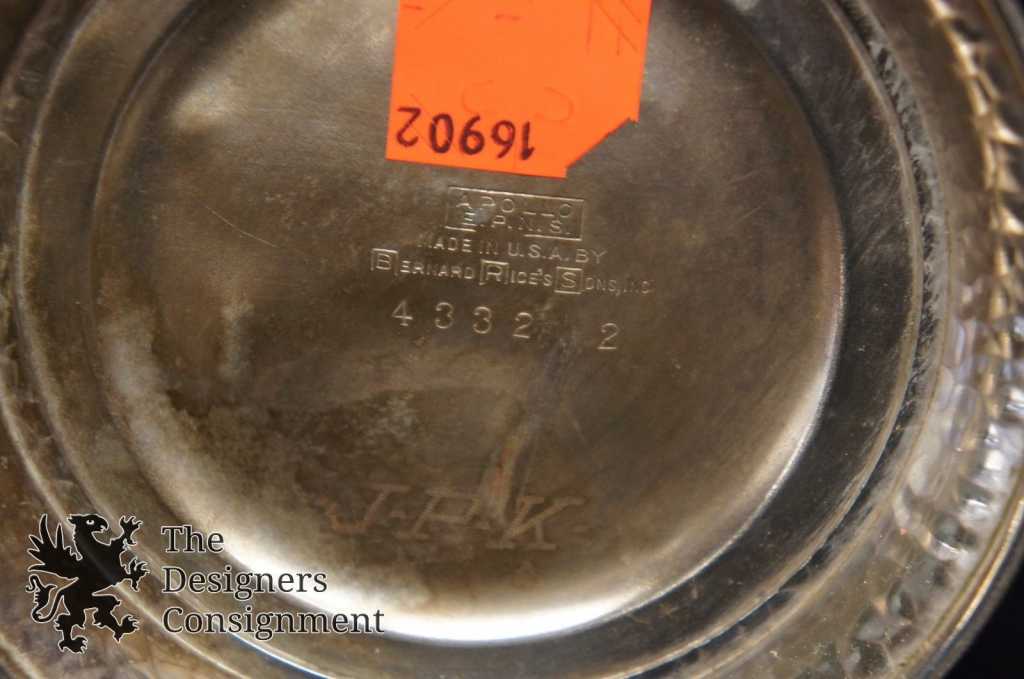 16902
APOLLO
E.P.N.S.
MADE IN U.S.A. BY
BERNARD RICE'S SONS, INC.
4332 2
The
Designers
Consignment